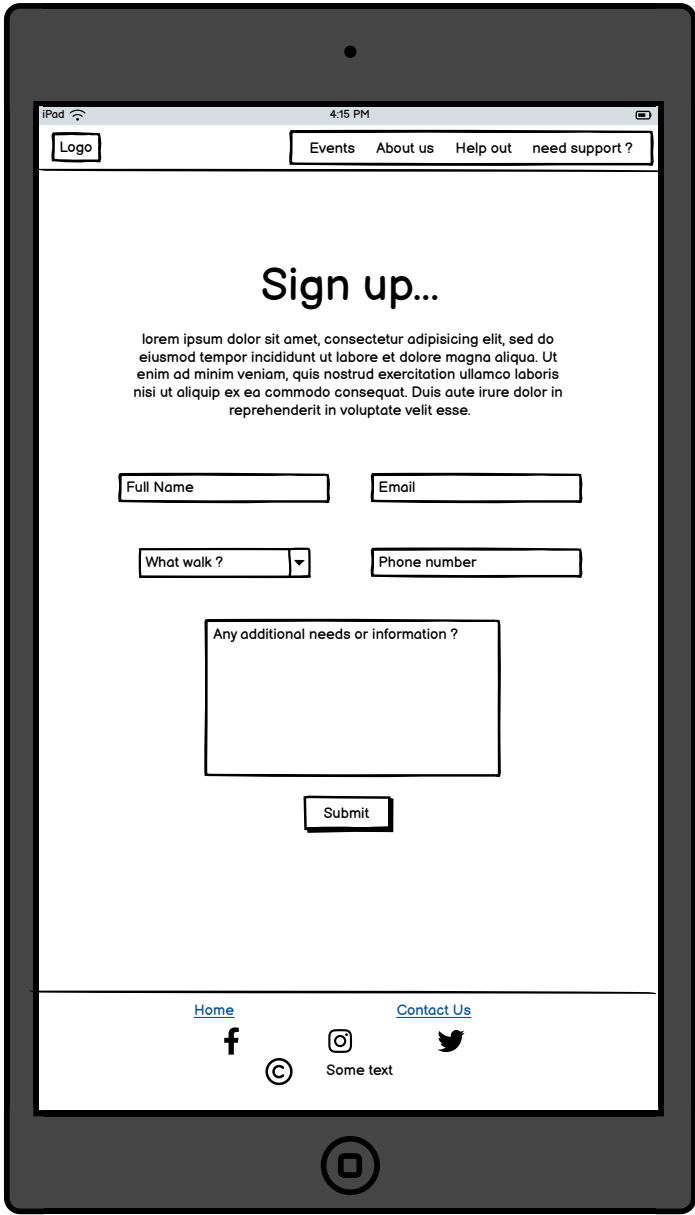 iPad 4:15 PM
Logo Events About us Help out need support ?
Sign up...
lorem ipsum dolor sit amet, consectetur adipisicing elit, sed do
eiusmod tempor incididunt ut labore et dolore magna aliqua. Ut
enim ad minim veniam, quis nostrud exercitation ullamco laboris
nisi ut aliquip ex ea commodo consequat. Duis aute irure dolor in
reprehenderit in voluptate velit esse.
Full Name Email
What walk ? Phone number
Any additional needs or information ?
Submit
Home Contact Us
© Some text